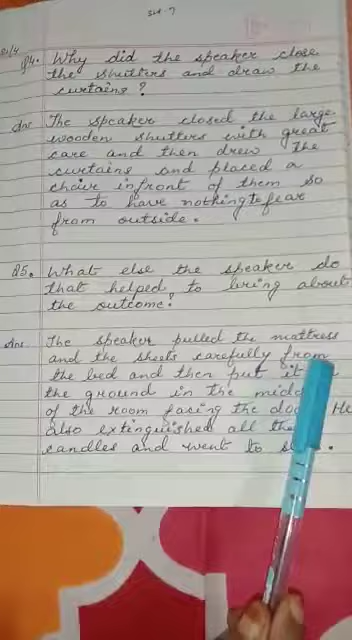 Q4. Why did the speaker close
the shutters and draw the
curtains?
Ans The speaker closed the large
wooden shutters with great
care and then drew the
curtains and placed a
chair infront of them so
as to have nothing to fear
from outside.
Q5. What else the speaker do
that helped to bring about
the outcome?
Ans The speaker pulled the mattress
and the sheets carefully from
the bed and then put it
the ground in the
of the room facing the He
also extinguished all the
candles and went to